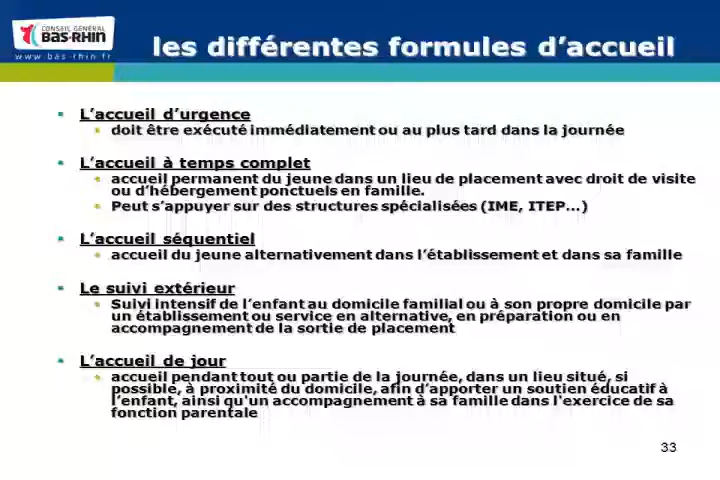 CONSEIL GÉNÉRAL
BAS-RHIN
www.bas-rhin.fr
les différentes formules d’accueil
L’accueil d’urgence
doit être exécuté immédiatement ou au plus tard dans la journée
L’accueil à temps complet
accueil permanent du jeune dans un lieu de placement avec droit de visite
ou d’hébergement ponctuels en famille.
Peut s’appuyer sur des structures spécialisées (IME, ITEP…)
L’accueil séquentiel
accueil du jeune alternativement dans l’établissement et dans sa famille
Le suivi extérieur
Suivi intensif de l’enfant au domicile familial ou à son propre domicile par
un établissement ou service en alternative, en préparation ou en
accompagnement de la sortie de placement
L’accueil de jour
accueil pendant tout ou partie de la journée, dans un lieu situé, si
possible, à proximité du domicile, afin d’apporter un soutien éducatif à
l’enfant, ainsi qu'un accompagnement à sa famille dans l'exercice de sa
fonction parentale
33